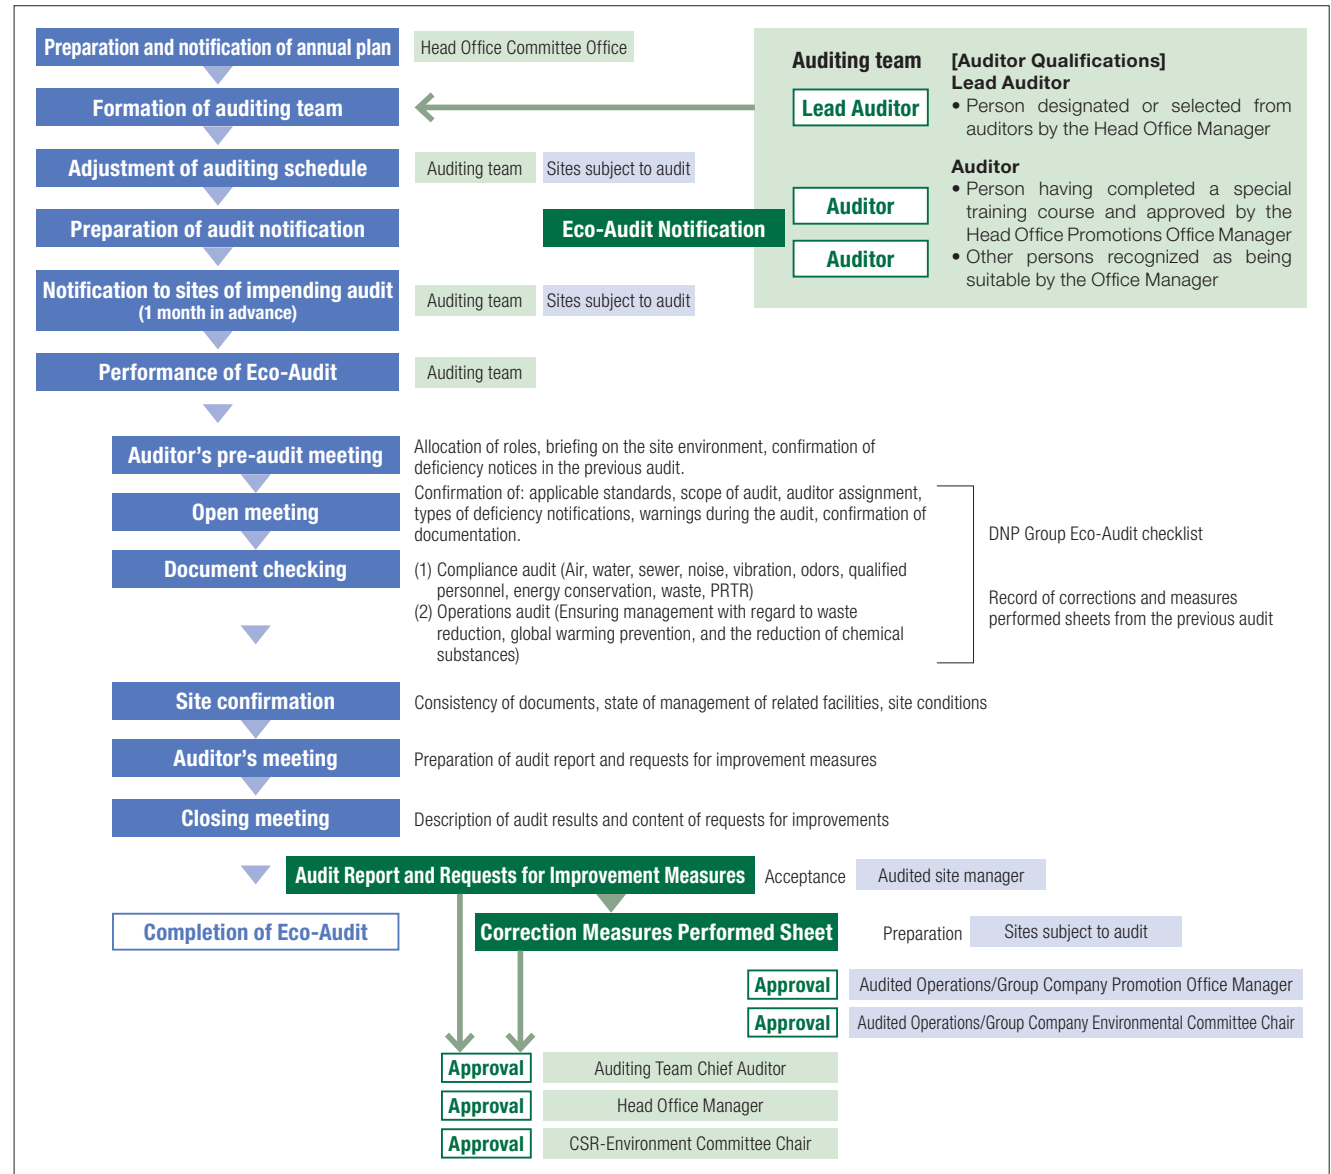 Preparation and notification of annual plan
Head Office Committee Office
Formation of auditing team
Adjustment of auditing schedule
Auditing team
Sites subject to audit
Preparation of audit notification
Eco-Audit Notification
Notification to sites of impending audit
(1 month in advance)
Auditing team
Sites subject to audit
Performance of Eco-Audit
Auditing team
Auditing team
Lead Auditor
Auditor
Auditor
[Auditor Qualifications]
Lead Auditor
• Person designated or selected from
auditors by the Head Office Manager
Auditor
• Person having completed a special
training course and approved by the
Head Office Promotions Office Manager
• Other persons recognized as being
suitable by the Office Manager
Auditor's pre-audit meeting
Allocation of roles, briefing on the site environment, confirmation of
deficiency notices in the previous audit.
Open meeting
Confirmation of: applicable standards, scope of audit, auditor assignment,
types of deficiency notifications, warnings during the audit, confirmation of
documentation.
Document checking
(1) Compliance audit (Air, water, sewer, noise, vibration, odors, qualified
personnel, energy conservation, waste, PRTR)
(2) Operations audit (Ensuring management with regard to waste
reduction, global warming prevention, and the reduction of chemical
substances)
DNP Group Eco-Audit checklist
Record of corrections and measures
performed sheets from the previous audit
Site confirmation
Consistency of documents, state of management of related facilities, site conditions
Auditor's meeting
Preparation of audit report and requests for improvement measures
Closing meeting
Description of audit results and content of requests for improvements
Audit Report and Requests for Improvement Measures
Acceptance
Audited site manager
Completion of Eco-Audit
Correction Measures Performed Sheet
Preparation
Sites subject to audit
Approval
Audited Operations/Group Company Promotion Office Manager
Approval
Audited Operations/Group Company Environmental Committee Chair
Approval
Auditing Team Chief Auditor
Approval
Head Office Manager
Approval
CSR-Environment Committee Chair